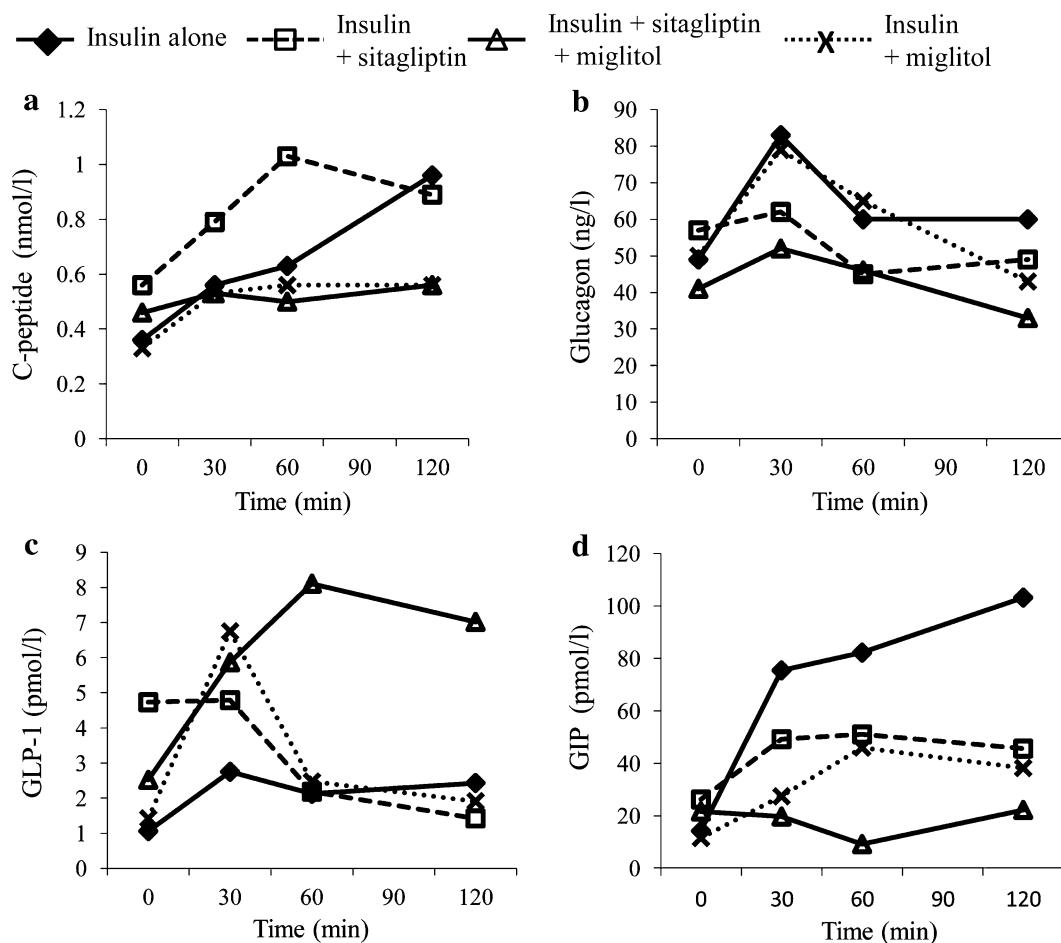 Insulin alone
Insulin
+ sitagliptin
Insulin + sitagliptin
+ miglitol
Insulin
+ miglitol
a
C-peptide (nmol/l)
1.2
1
0.8
0.6
0.4
0.2
0
0 30 60 90 120
Time (min)
b
Glucagon (ng/l)
90
80
70
60
50
40
30
20
10
0
0 30 60 90 120
Time (min)
c
GLP-1 (pmol/l)
9
8
7
6
5
4
3
2
1
0
0 30 60 90 120
Time (min)
d
GIP (pmol/l)
120
100
80
60
40
20
0
0 30 60 90 120
Time (min)